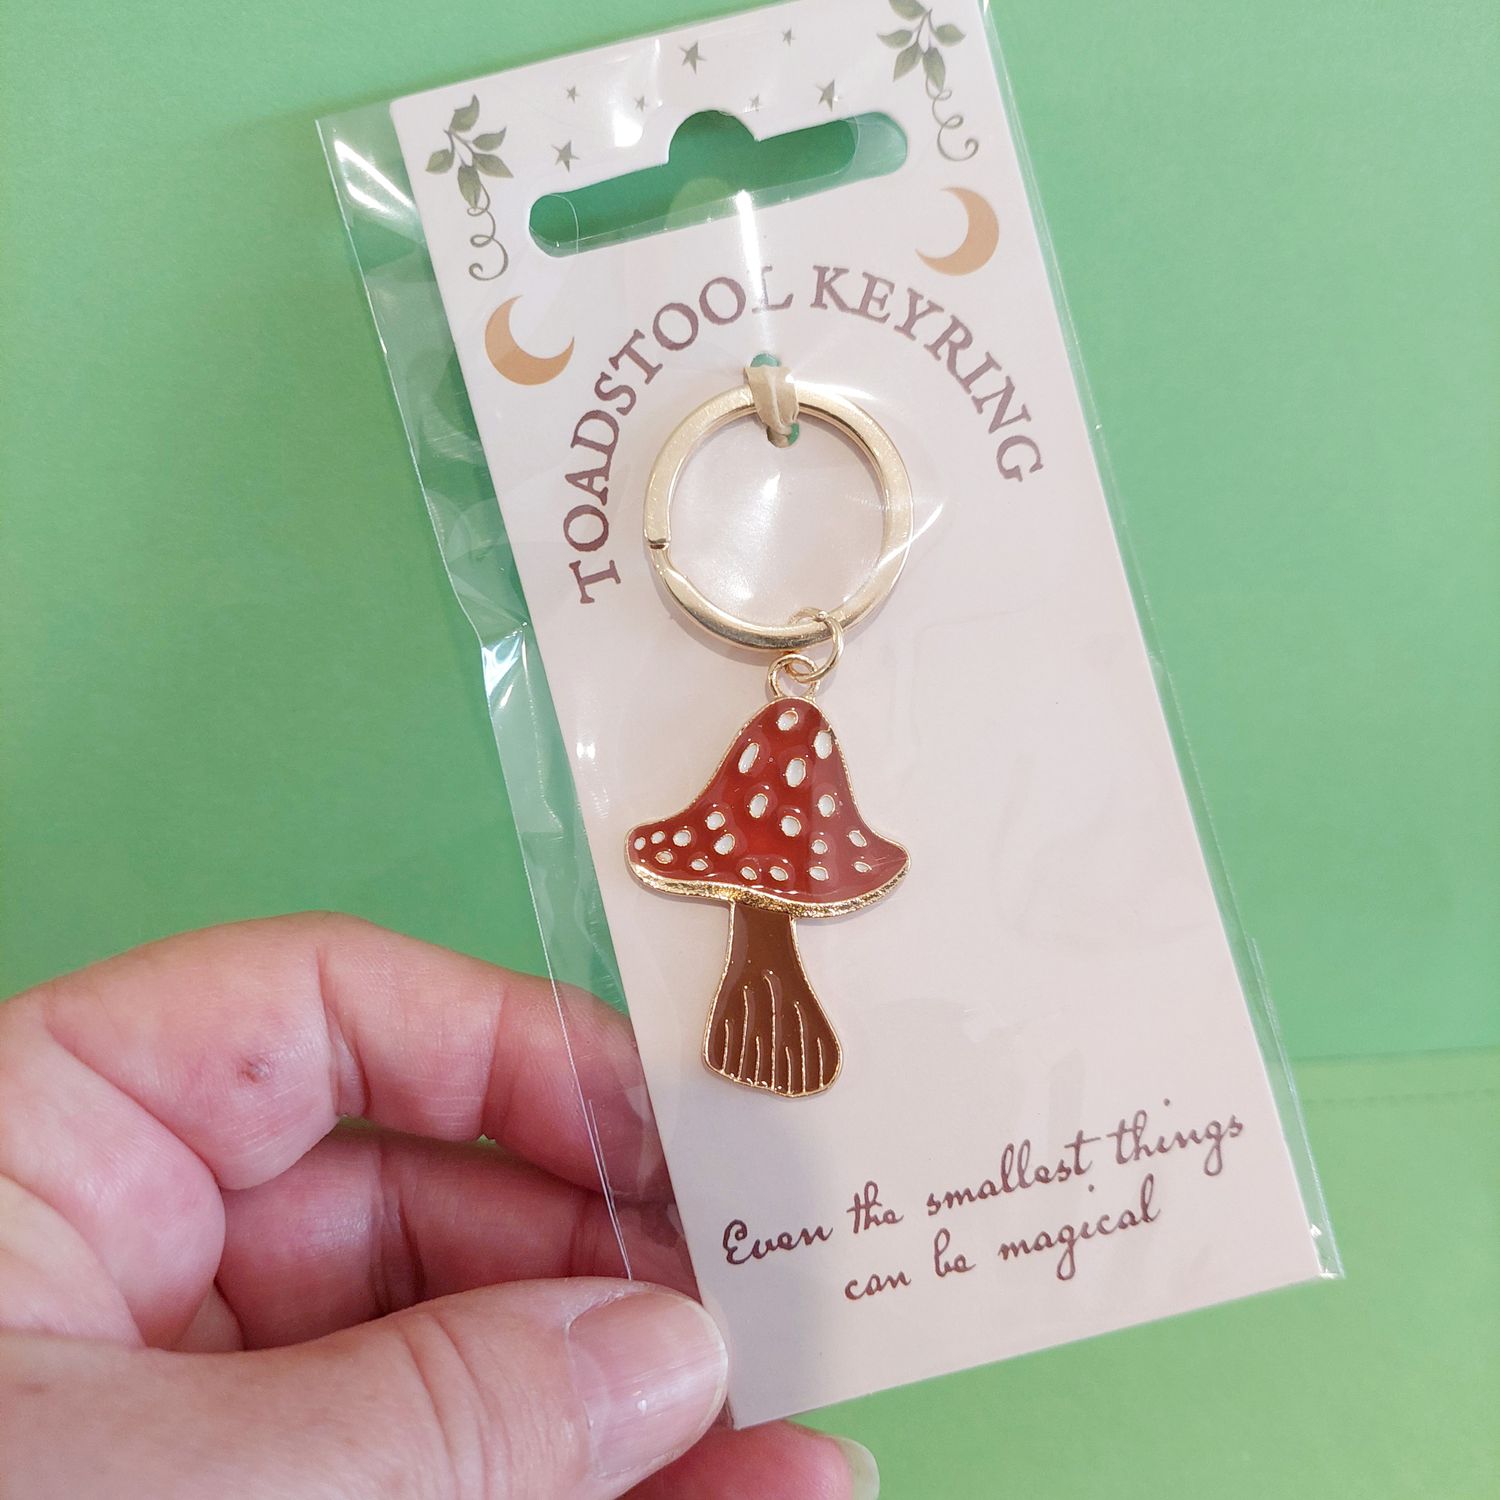 TOADSTOOL KEYRING
Even the smallest things
can be magical